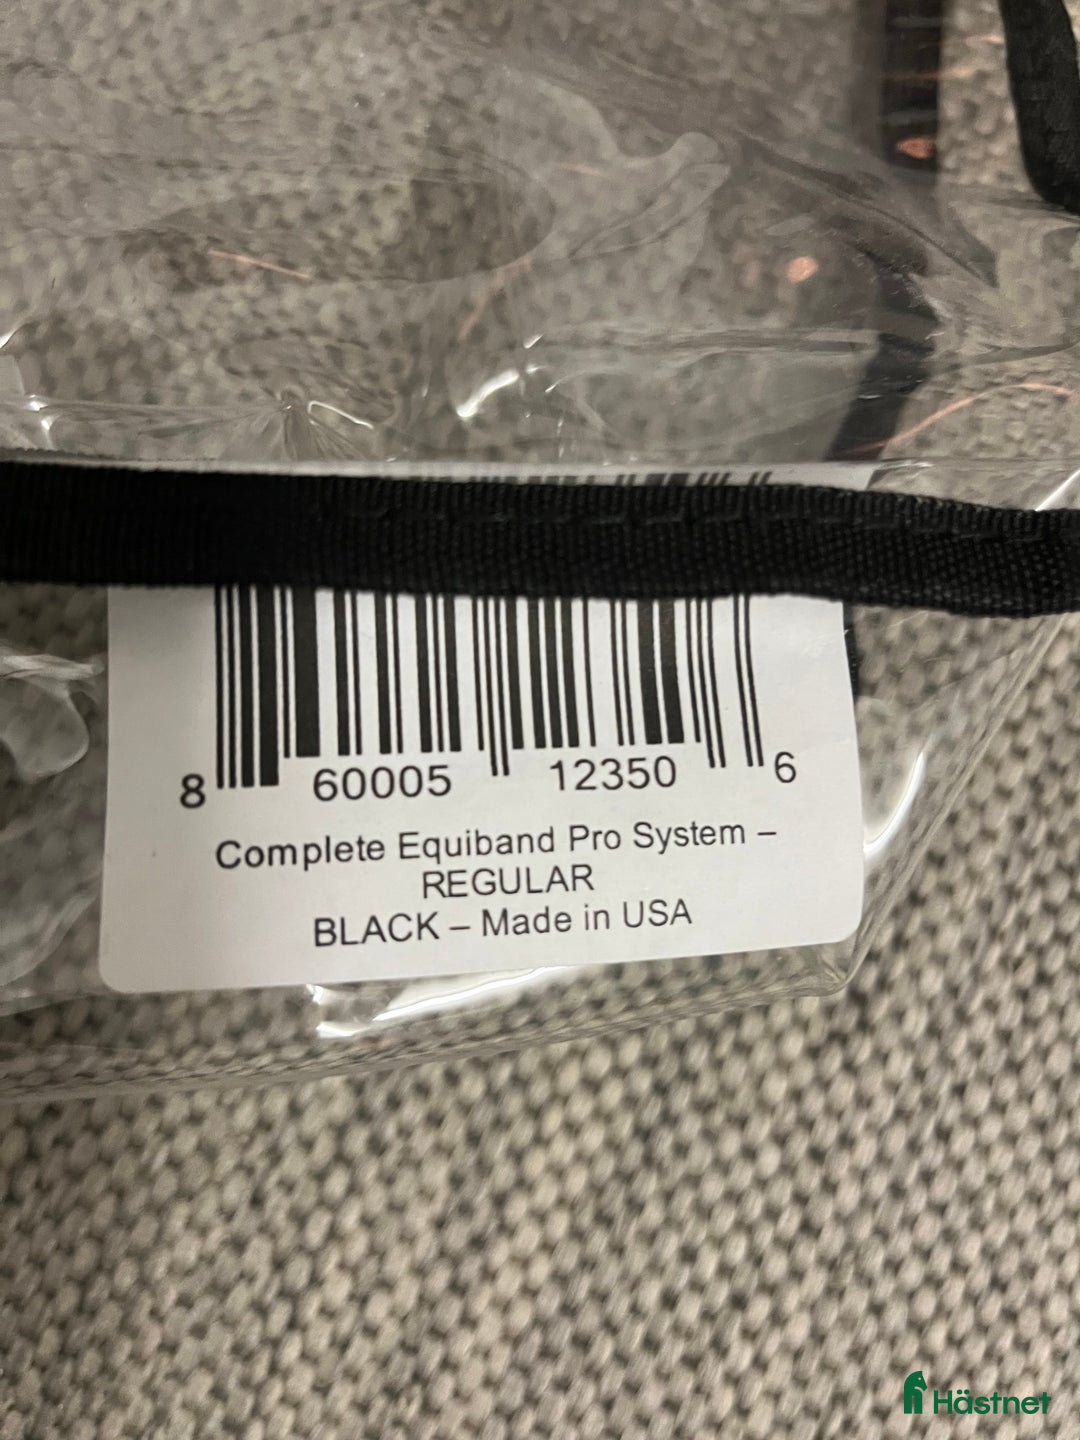 8 60005 12350 6
Complete Equiband Pro System –
REGULAR
BLACK – Made in USA
Hästnet